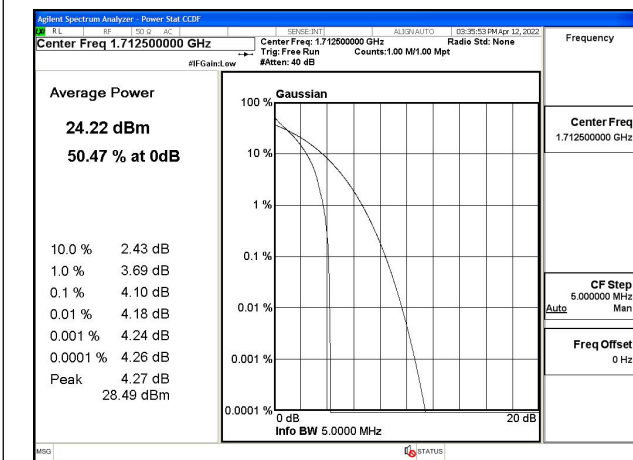 Agilent Spectrum Analyzer - Power Stat CCDF
RL RF 50 Ω AC SENSE:INT ALIGN AUTO 03:35:53 PM Apr 12, 2022
Center Freq 1.712500000 GHz
Center Freq: 1.712500000 GHz Radio Std: None
Trig: Free Run Counts:1.00 M/1.00 Mpt
#IFGain:Low #Atten: 40 dB
Frequency
Average Power
24.22 dBm
50.47 % at 0dB
10.0 % 2.43 dB
1.0 % 3.69 dB
0.1 % 4.10 dB
0.01 % 4.18 dB
0.001 % 4.24 dB
0.0001 % 4.26 dB
Peak 4.27 dB
28.49 dBm
Gaussian
100 %
10 %
1 %
0.1 %
0.01 %
0.001 %
0.0001 %
0 dB 20 dB
Info BW 5.0000 MHz
Center Freq
1.712500000 GHz
CF Step
5.000000 MHz
Auto Man
Freq Offset
0 Hz
MSG STATUS